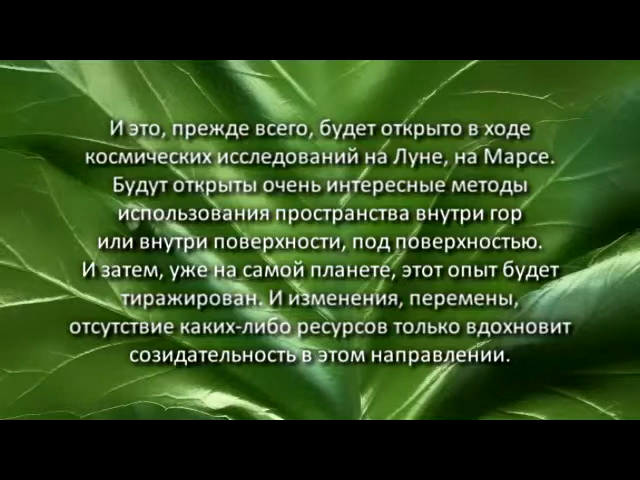 И это, прежде всего, будет открыто в ходе
космических исследований на Луне, на Марсе.
Будут открыты очень интересные методы
использования пространства внутри гор
или внутри поверхности, под поверхностью.
И затем, уже на самой планете, этот опыт будет
тиражирован. И изменения, перемены,
отсутствие каких-либо ресурсов только вдохновит
созидательность в этом направлении.